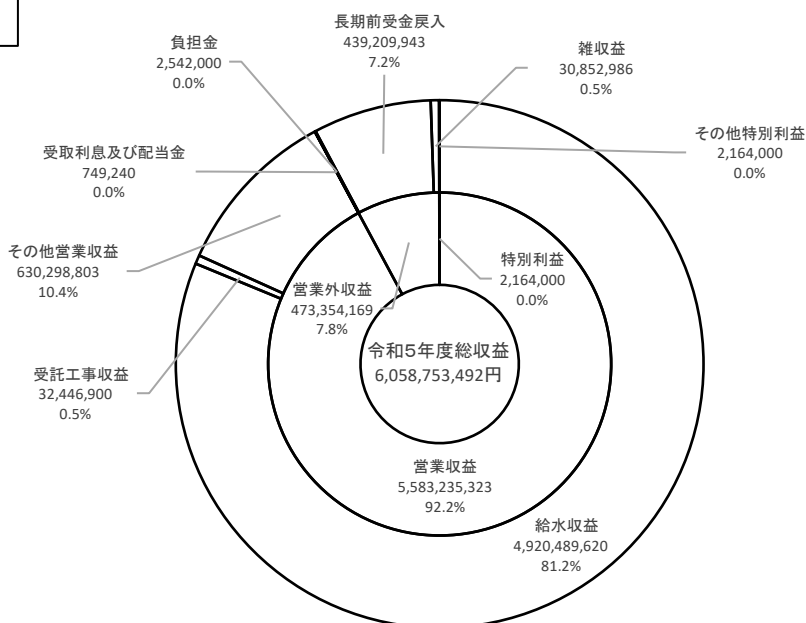 長期前受金戻入
439,209,943
7.2%
負担金
2,542,000
0.0%
雑収益
30,852,986
0.5%
その他特別利益
2,164,000
0.0%
受取利息及び配当金
749,240
0.0%
その他営業収益
630,298,803
10.4%
特別利益
2,164,000
0.0%
営業外収益
473,354,169
7.8%
受託工事収益
32,446,900
0.5%
令和5年度総収益
6,058,753,492円
営業収益
5,583,235,323
92.2%
給水収益
4,920,489,620
81.2%